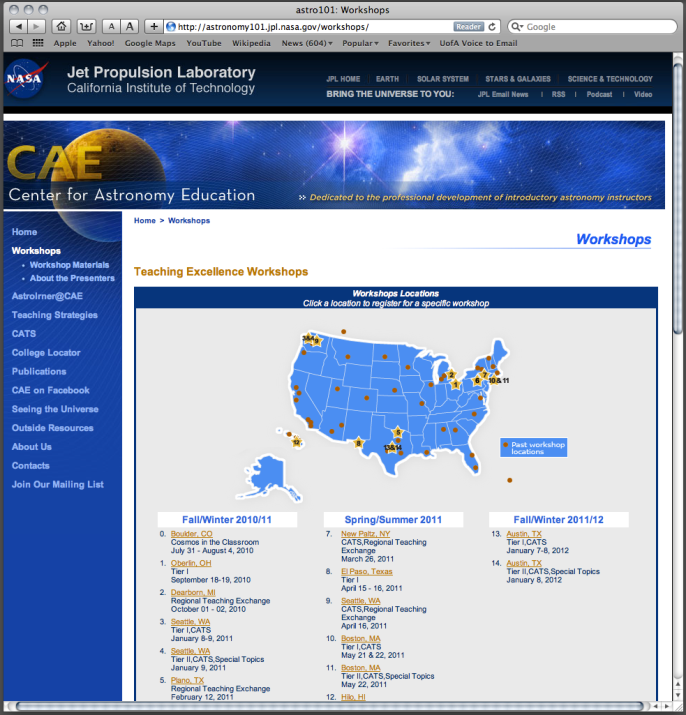 astro101: Workshops
http://astronomy101.jpl.nasa.gov/workshops/
Reader
Google
Apple Yahoo! Google Maps YouTube Wikipedia News (604) Popular Favorites UofA Voice to Email
NASA
Jet Propulsion Laboratory
California Institute of Technology
JPL HOME EARTH SOLAR SYSTEM STARS & GALAXIES SCIENCE & TECHNOLOGY
BRING THE UNIVERSE TO YOU: JPL Email News | RSS | Podcast | Video
CAE
Center for Astronomy Education
Dedicated to the professional development of introductory astronomy instructors
Home
Workshops
• Workshop Materials
• About the Presenters
Astrolrner@CAE
Teaching Strategies
CATS
College Locator
Publications
CAE on Facebook
Seeing the Universe
Outside Resources
About Us
Contacts
Join Our Mailing List
Home > Workshops
Workshops
Teaching Excellence Workshops
Workshops Locations
Click a location to register for a specific workshop
3&4 9
2
1
7
6
10 & 11
5
8
13&14
12
Past workshop
locations
Fall/Winter 2010/11
0. Boulder, CO
Cosmos in the Classroom
July 31 - August 4, 2010
1. Oberlin, OH
Tier I
September 18-19, 2010
2. Dearborn, MI
Regional Teaching Exchange
October 01 - 02, 2010
3. Seattle, WA
Tier I,CATS
January 8-9, 2011
4. Seattle, WA
Tier II,CATS,Special Topics
January 9, 2011
5. Plano, TX
Regional Teaching Exchange
February 12, 2011
Spring/Summer 2011
7. New Paltz, NY
CATS,Regional Teaching
Exchange
March 26, 2011
8. El Paso, Texas
Tier I
April 15 - 16, 2011
9. Seattle, WA
CATS,Regional Teaching
Exchange
April 16, 2011
10. Boston, MA
Tier I,CATS
May 21 & 22, 2011
11. Boston, MA
Tier II,CATS,Special Topics
May 22, 2011
12. Hilo, HI
Fall/Winter 2011/12
13. Austin, TX
Tier I,CATS
January 7-8, 2012
14. Austin, TX
Tier II,CATS,Special Topics
January 8, 2012